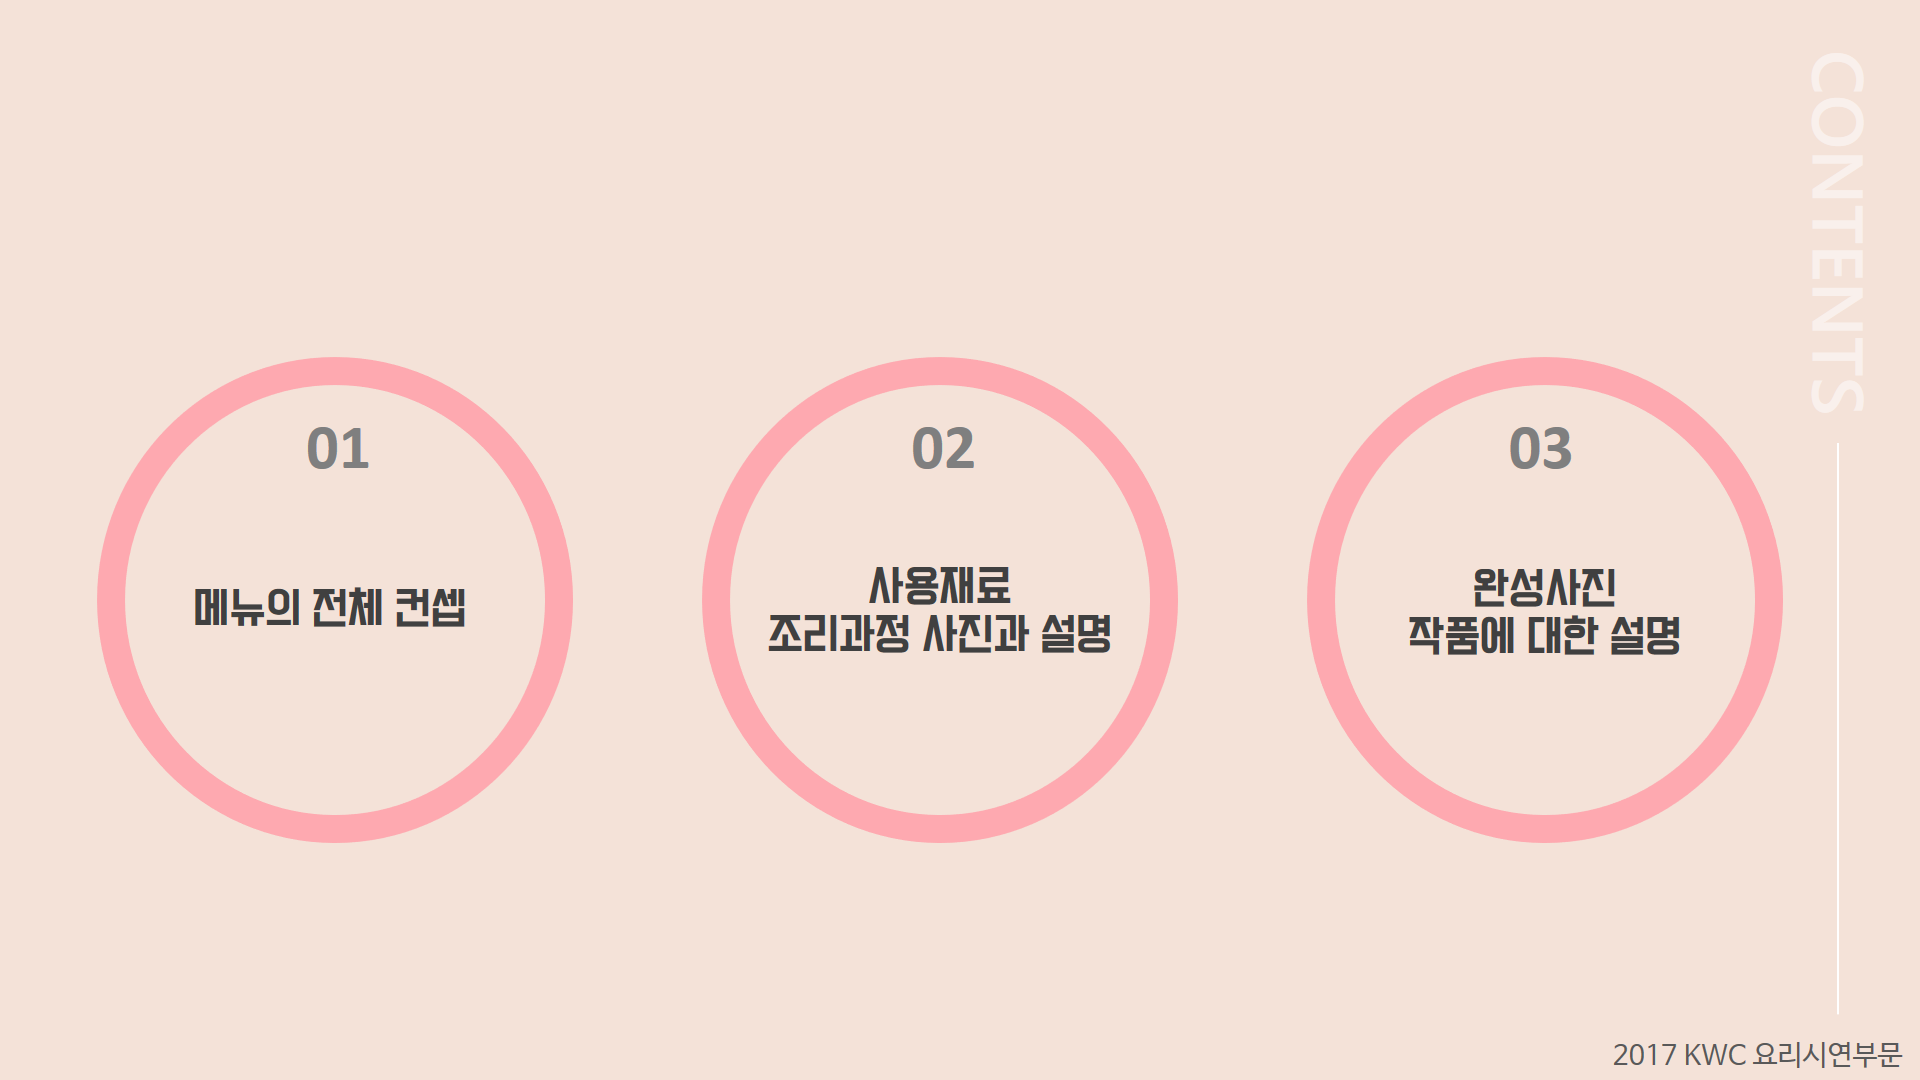 CONTENTS
01
메뉴의 전체 컨셉
02
사용재료
조리과정 사진과 설명
03
완성사진
작품에 대한 설명
2017 KWC 요리시연부문